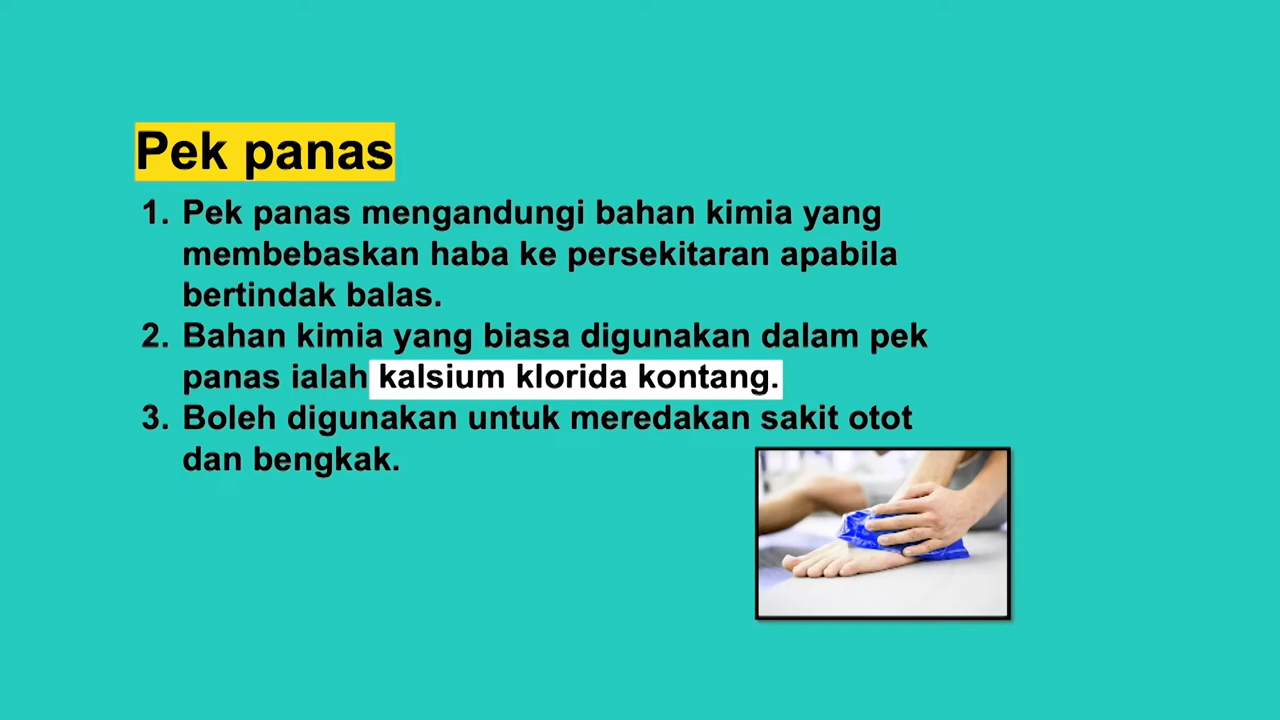 Pek panas
1. Pek panas mengandungi bahan kimia yang
membebaskan haba ke persekitaran apabila
bertindak balas.
2. Bahan kimia yang biasa digunakan dalam pek
panas ialah kalsium klorida kontang.
3. Boleh digunakan untuk meredakan sakit otot
dan bengkak.